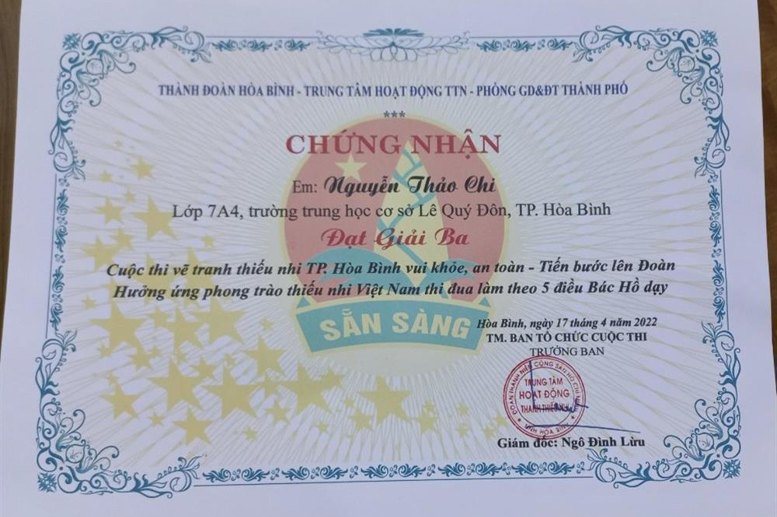 THÀNH ĐOÀN HÒA BÌNH - TRUNG TÂM HOẠT ĐỘNG TTN - PHÒNG GD&ĐT THÀNH PHỐ
***
CHỨNG NHẬN
Em: Nguyễn Thảo Chi
Lớp 7A4, trường trung học cơ sở Lê Quý Đôn, TP. Hòa Bình
Đạt Giải Ba
Cuộc thi vẽ tranh thiếu nhi TP. Hòa Bình vui khỏe, an toàn - Tiến bước lên Đoàn
Hưởng ứng phong trào thiếu nhi Việt Nam thi đua làm theo 5 điều Bác Hồ dạy
SẴN SÀNG
Hòa Bình, ngày 17 tháng 4 năm 2022
TM. BAN TỔ CHỨC CUỘC THI
TRƯỞNG BAN
TRUNG TÂM
HOẠT ĐỘNG
Giám đốc: Ngô Đình Lừu